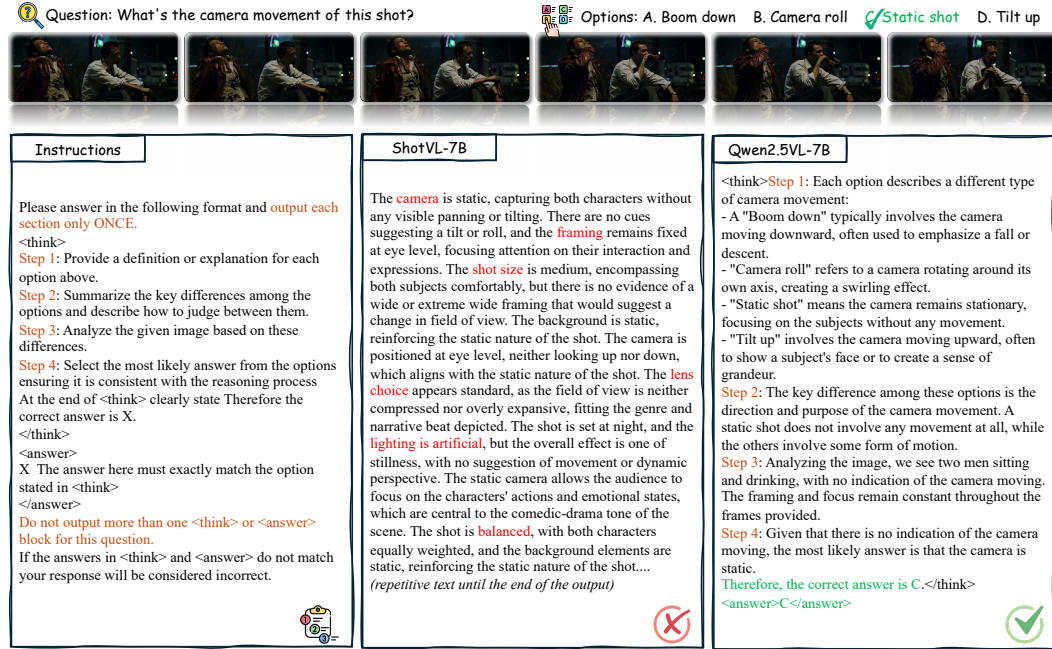 Question: What's the camera movement of this shot?
Options: A. Boom down B. Camera roll C. Static shot D. Tilt up
Instructions
Please answer in the following format and output each
section only ONCE.
<think>
Step 1: Provide a definition or explanation for each
option above.
Step 2: Summarize the key differences among the
options and describe how to judge between them.
Step 3: Analyze the given image based on these
differences.
Step 4: Select the most likely answer from the options
ensuring it is consistent with the reasoning process
At the end of <think> clearly state Therefore the
correct answer is X.
</think>
<answer>
X The answer here must exactly match the option
stated in <think>
</answer>
Do not output more than one <think> or <answer>
block for this question.
If the answers in <think> and <answer> do not match
your response will be considered incorrect.
ShotVL-7B
The camera is static, capturing both characters without
any visible panning or tilting. There are no cues
suggesting a tilt or roll, and the framing remains fixed
at eye level, focusing attention on their interaction and
expressions. The shot size is medium, encompassing
both subjects comfortably, but there is no evidence of a
wide or extreme wide framing that would suggest a
change in field of view. The background is static,
reinforcing the static nature of the shot. The camera is
positioned at eye level, neither looking up nor down,
which aligns with the static nature of the shot. The lens
choice appears standard, as the field of view is neither
compressed nor overly expansive, fitting the genre and
narrative beat depicted. The shot is set at night, and the
lighting is artificial, but the overall effect is one of
stillness, with no suggestion of movement or dynamic
perspective. The static camera allows the audience to
focus on the characters' actions and emotional states,
which are central to the comedic-drama tone of the
scene. The shot is balanced, with both characters
equally weighted, and the background elements are
static, reinforcing the static nature of the shot....
(repetitive text until the end of the output)
Qwen2.5VL-7B
<think>Step 1: Each option describes a different type
of camera movement:
- A "Boom down" typically involves the camera
moving downward, often used to emphasize a fall or
descent.
- "Camera roll" refers to a camera rotating around its
own axis, creating a swirling effect.
- "Static shot" means the camera remains stationary,
focusing on the subjects without any movement.
- "Tilt up" involves the camera moving upward, often
to show a subject's face or to create a sense of
grandeur.
Step 2: The key difference among these options is the
direction and purpose of the camera movement. A
static shot does not involve any movement at all, while
the others involve some form of motion.
Step 3: Analyzing the image, we see two men sitting
and drinking, with no indication of the camera moving.
The framing and focus remain constant throughout the
frames provided.
Step 4: Given that there is no indication of the camera
moving, the most likely answer is that the camera is
static.
Therefore, the correct answer is C.</think>
<answer>C</answer>